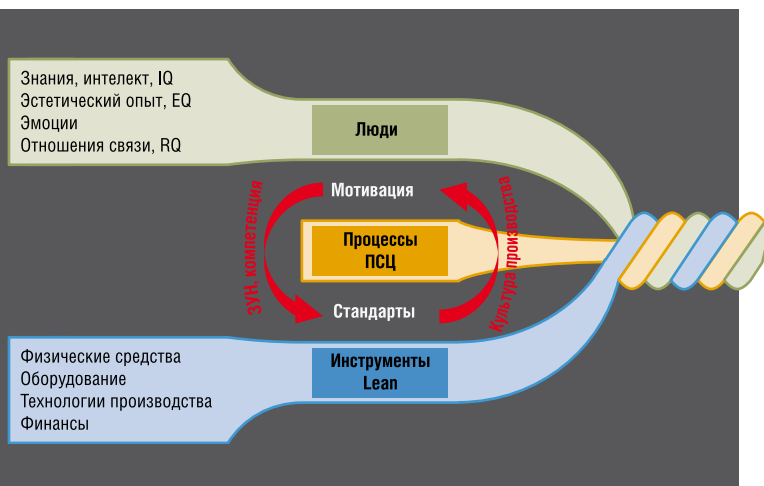 Знания, интелект, IQ
Эстетический опыт, EQ
Эмоции
Отношения связи, RQ
Люди
Мотивация
ЗУН, компетенция
Культура производства
Процессы
ПСЦ
Стандарты
Физические средства
Оборудование
Технологии производства
Финансы
Инструменты
Lean